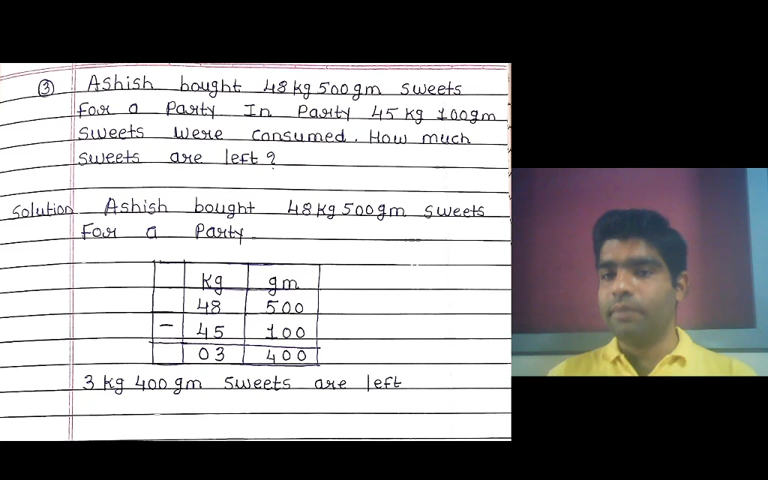 3 Ashish bought 48 kg 500 gm sweets
for a Party In Party 45 kg 100 gm
sweets were consumed. How much
sweets are left?
Solution Ashish bought 48 kg 500 gm sweets
For a Party
kg gm
48 500
- 45 100
03 400
3 kg 400 gm sweets are left